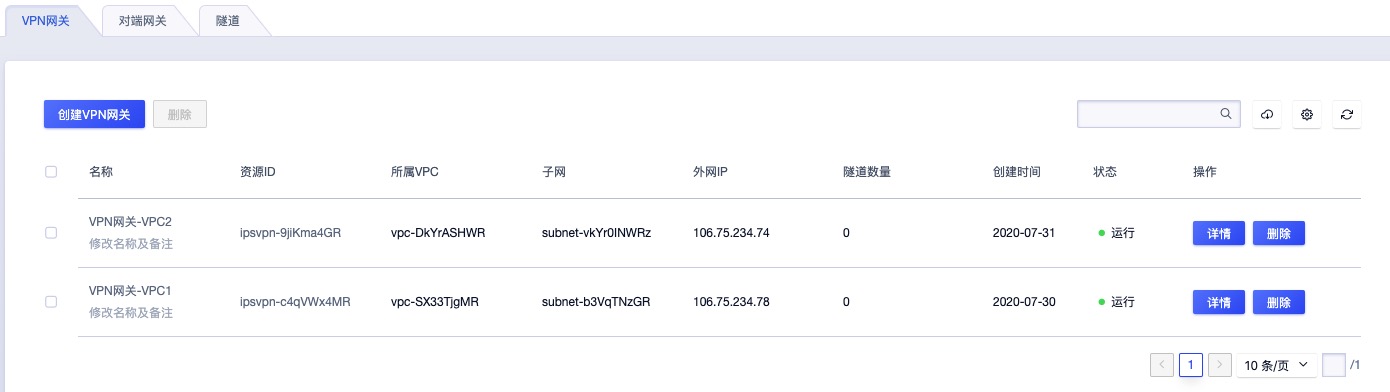 VPN网关 对端网关 隧道
创建VPN网关 删除
名称 资源ID 所属VPC 子网 外网IP 隧道数量 创建时间 状态 操作
VPN网关-VPC2
修改名称及备注
ipsvpn-9jiKma4GR vpc-DkYrASHWR subnet-vkYr0INWRz 106.75.234.74 0 2020-07-31 运行 详情 删除
VPN网关-VPC1
修改名称及备注
ipsvpn-c4qVWx4MR vpc-SX33TjgMR subnet-b3VqTNzGR 106.75.234.78 0 2020-07-30 运行 详情 删除
1 10 条/页 /1